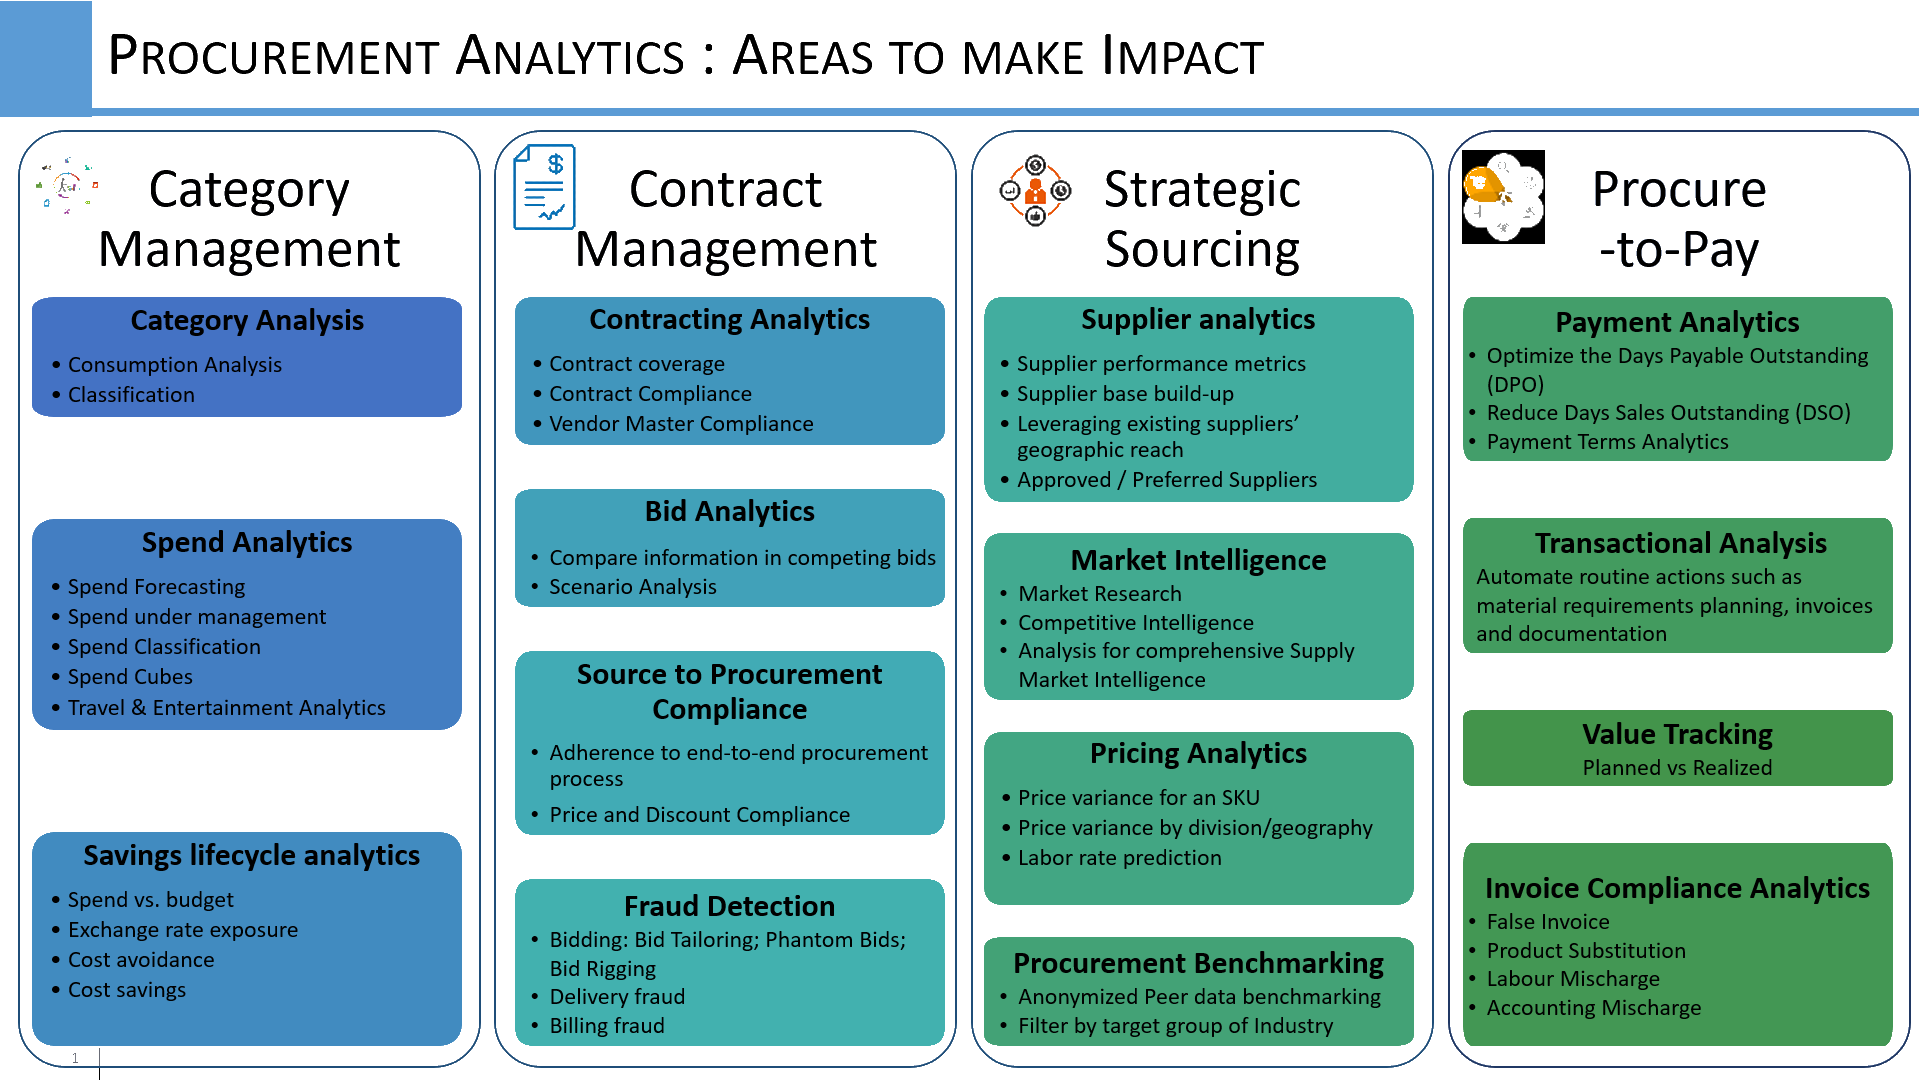 PROCUREMENT ANALYTICS : AREAS TO MAKE IMPACT
Category
Management
Category Analysis
• Consumption Analysis
• Classification
Spend Analytics
• Spend Forecasting
• Spend under management
• Spend Classification
• Spend Cubes
• Travel & Entertainment Analytics
Savings lifecycle analytics
• Spend vs. budget
• Exchange rate exposure
• Cost avoidance
• Cost savings
Contract
Management
Contracting Analytics
• Contract coverage
• Contract Compliance
• Vendor Master Compliance
Bid Analytics
• Compare information in competing bids
• Scenario Analysis
Source to Procurement
Compliance
• Adherence to end-to-end procurement
process
• Price and Discount Compliance
Fraud Detection
• Bidding: Bid Tailoring; Phantom Bids;
Bid Rigging
• Delivery fraud
• Billing fraud
Strategic
Sourcing
Supplier analytics
• Supplier performance metrics
• Supplier base build-up
• Leveraging existing suppliers’
geographic reach
• Approved / Preferred Suppliers
Market Intelligence
• Market Research
• Competitive Intelligence
• Analysis for comprehensive Supply
Market Intelligence
Pricing Analytics
• Price variance for an SKU
• Price variance by division/geography
• Labor rate prediction
Procurement Benchmarking
• Anonymized Peer data benchmarking
• Filter by target group of Industry
Procure
-to-Pay
Payment Analytics
• Optimize the Days Payable Outstanding
(DPO)
• Reduce Days Sales Outstanding (DSO)
• Payment Terms Analytics
Transactional Analysis
Automate routine actions such as
material requirements planning, invoices
and documentation
Value Tracking
Planned vs Realized
Invoice Compliance Analytics
• False Invoice
• Product Substitution
• Labour Mischarge
• Accounting Mischarge
1